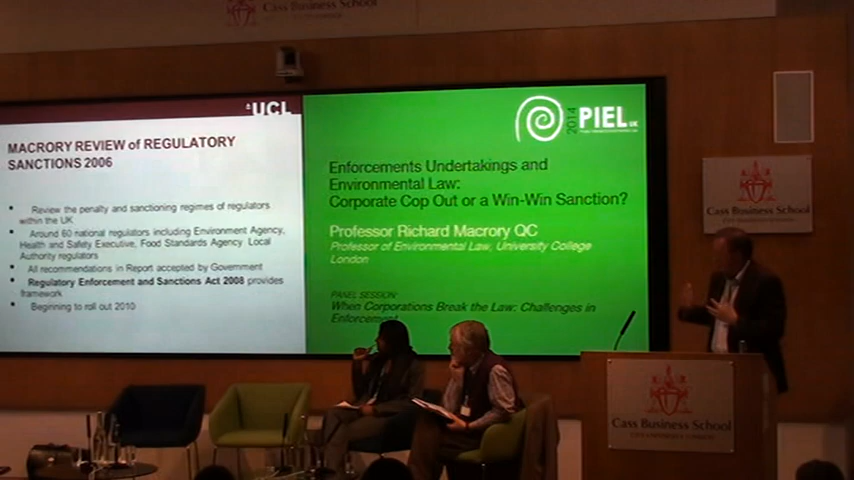 Cass Business School
UCL
MACRORY REVIEW of REGULATORY
SANCTIONS 2006
• Review the penalty and sanctioning regimes of regulators
within the UK
• Around 60 national regulators including Environment Agency,
Health and Safety Executive, Food Standards Agency Local
Authority regulators
• All recommendations in Report accepted by Government
• Regulatory Enforcement and Sanctions Act 2008 provides
framework
• Beginning to roll out 2010
2014 PIEL UK
Enforcements Undertakings and
Environmental Law:
Corporate Cop Out or a Win-Win Sanction?
Professor Richard Macrory QC
Professor of Environmental Law, University College
London
PANEL SESSION:
When Corporations Break the Law: Challenges in
Enforcement
Cass Business School
Cass Business School